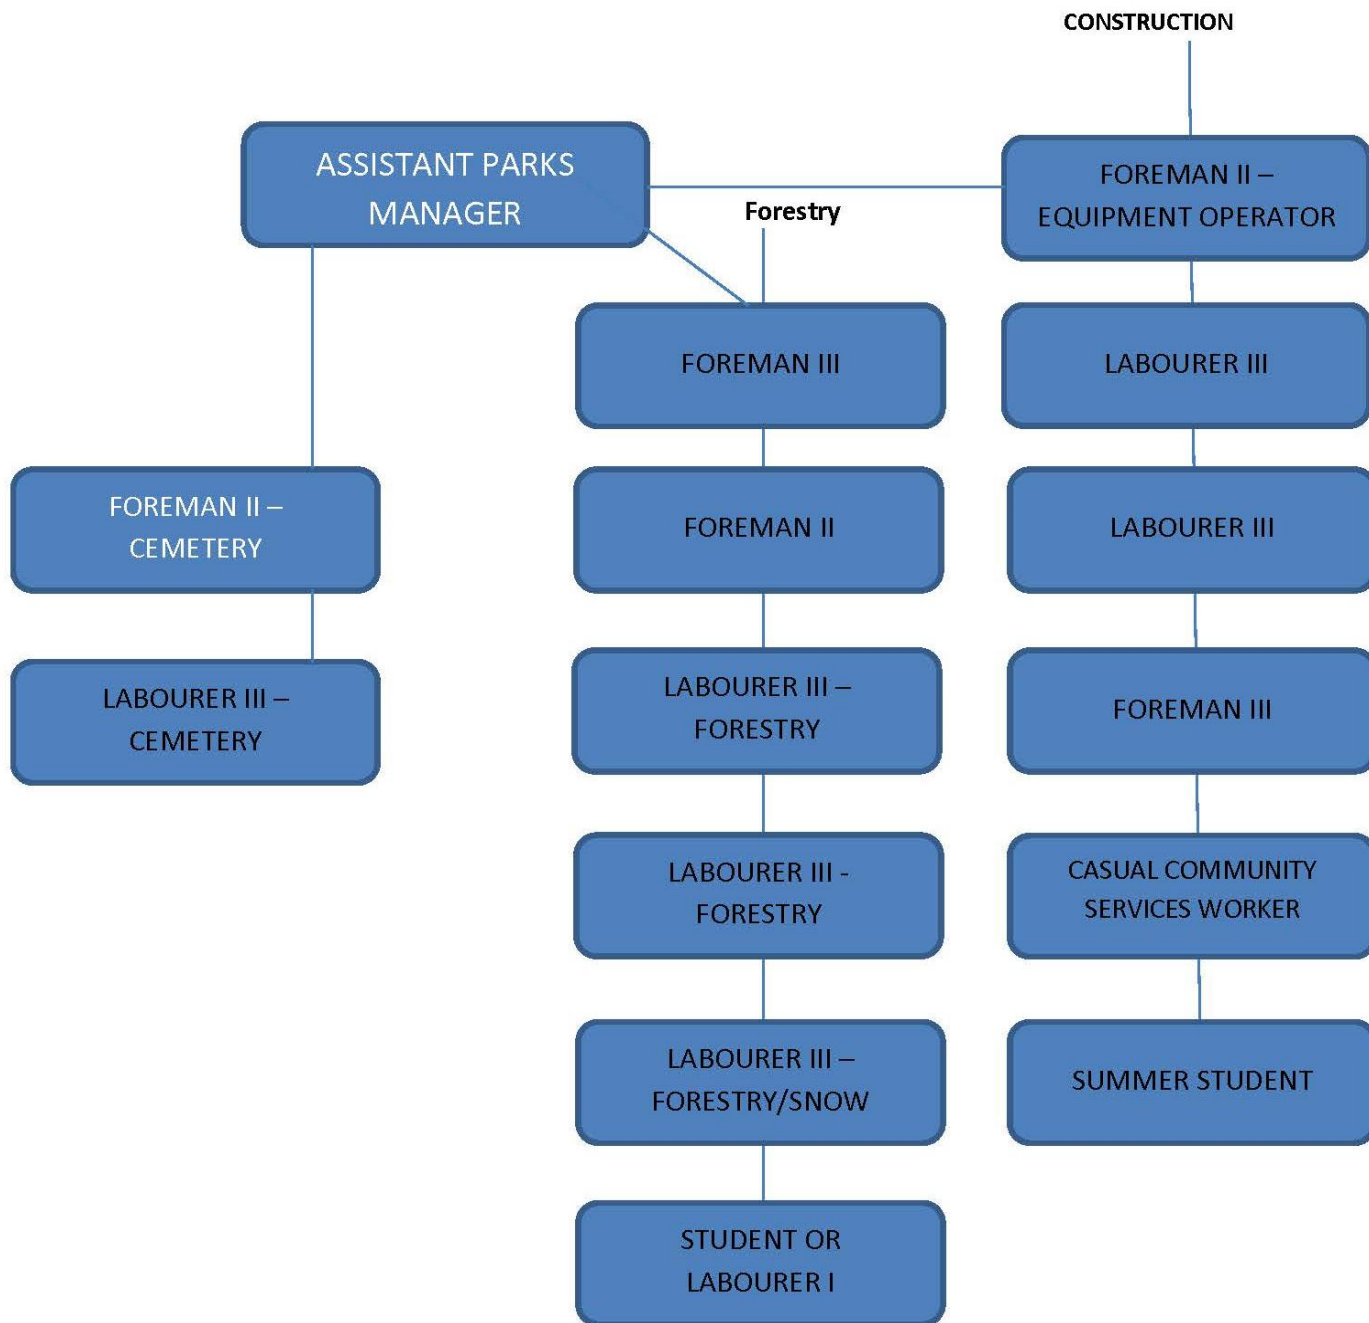 CONSTRUCTION
ASSISTANT PARKS
MANAGER
Forestry
FOREMAN II –
EQUIPMENT OPERATOR
FOREMAN III
LABOURER III
FOREMAN II –
CEMETERY
FOREMAN II
LABOURER III
LABOURER III –
CEMETERY
LABOURER III –
FORESTRY
FOREMAN III
LABOURER III -
FORESTRY
CASUAL COMMUNITY
SERVICES WORKER
LABOURER III –
FORESTRY/SNOW
SUMMER STUDENT
STUDENT OR
LABOURER I